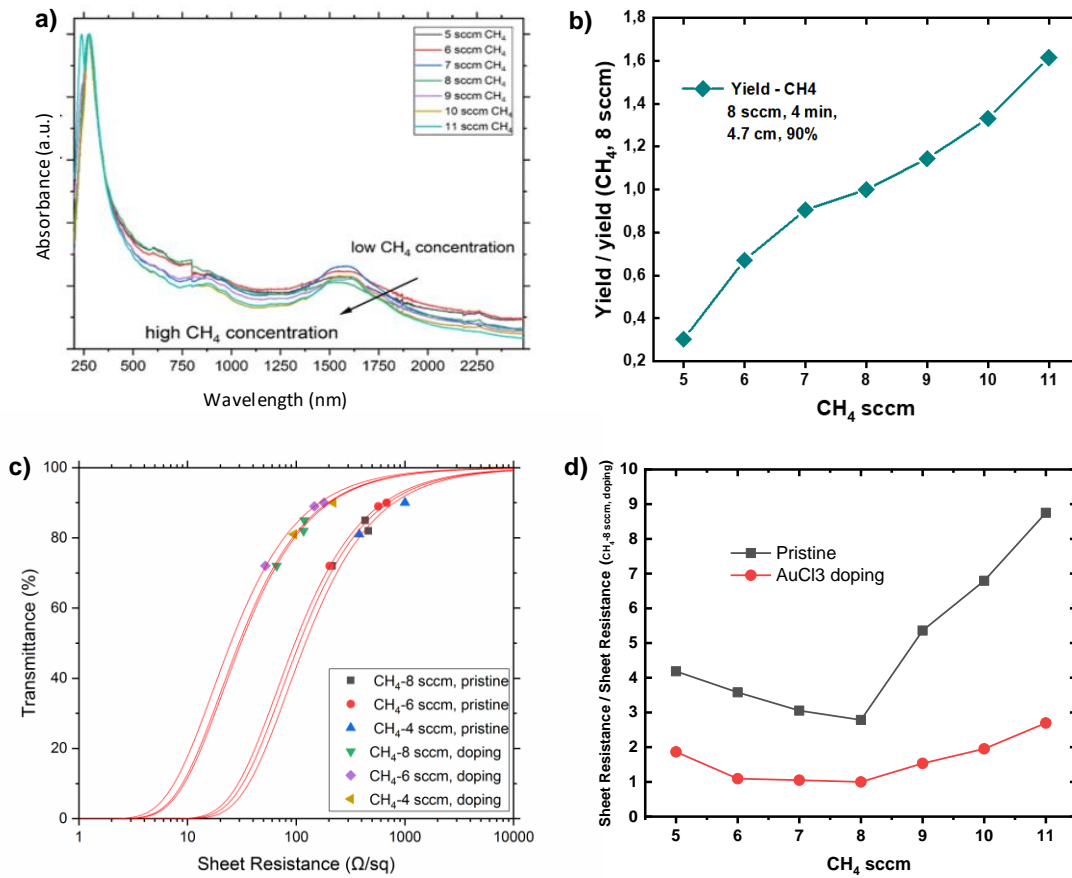 a)
5 sccm CH₄
6 sccm CH₄
7 sccm CH₄
8 sccm CH₄
9 sccm CH₄
10 sccm CH₄
11 sccm CH₄
Absorbance (a.u.)
low CH₄ concentration
high CH₄ concentration
250 500 750 1000 1250 1500 1750 2000 2250
Wavelength (nm)
b)
Yield / yield (CH₄, 8 sccm)
1,6
1,4
1,2
1,0
0,8
0,6
0,4
0,2
Yield - CH4
8 sccm, 4 min,
4.7 cm, 90%
5 6 7 8 9 10 11
CH₄ sccm
c)
Transmittance (%)
100
80
60
40
20
0
CH₄-8 sccm, pristine
CH₄-6 sccm, pristine
CH₄-4 sccm, pristine
CH₄-8 sccm, doping
CH₄-6 sccm, doping
CH₄-4 sccm, doping
1 10 100 1000 10000
Sheet Resistance (Ω/sq)
d)
Sheet Resistance / Sheet Resistance (CH₄-8 sccm, doping)
10
9
8
7
6
5
4
3
2
1
0
Pristine
AuCl3 doping
5 6 7 8 9 10 11
CH₄ sccm